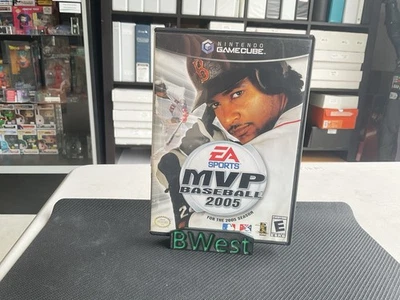 NINTENDO
GAMECUBE
EA
SPORTS
MVP
BASEBALL
2005
FOR THE 2005 SEASON
E
BWest